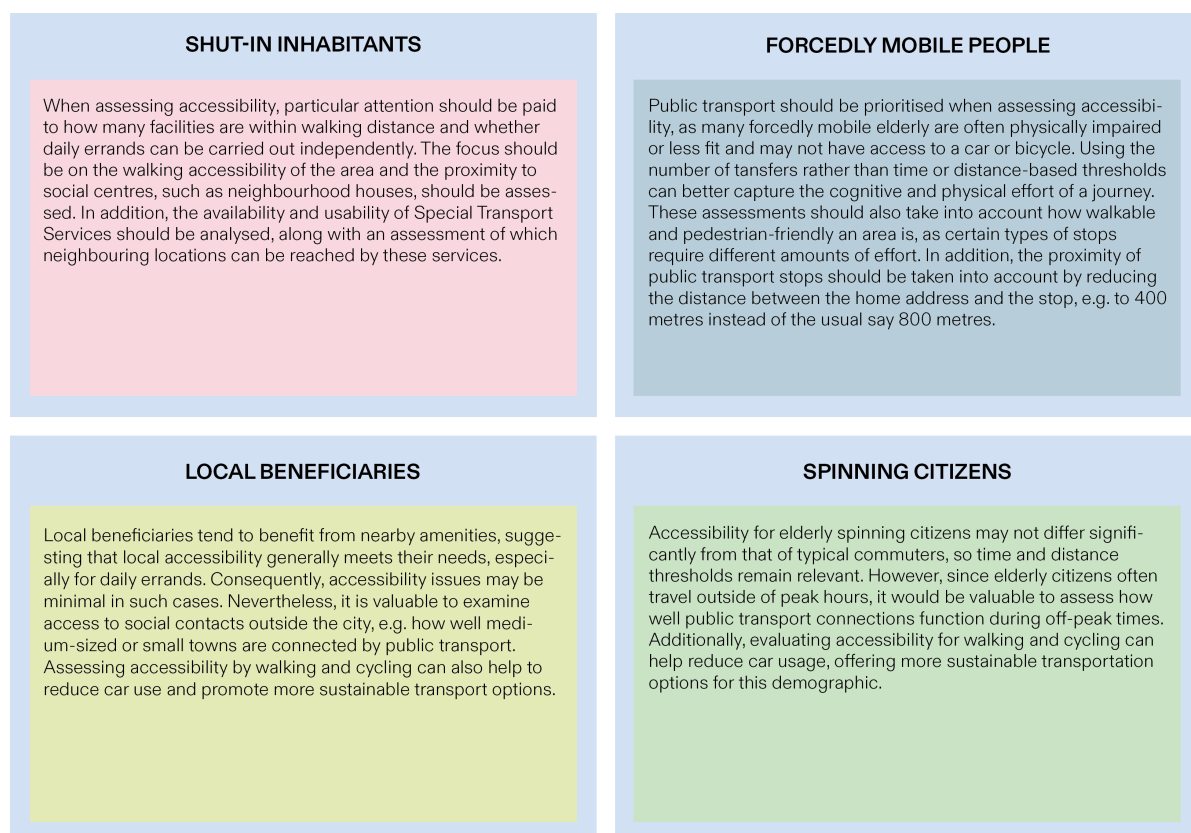 SHUT-IN INHABITANTS
When assessing accessibility, particular attention should be paid
to how many facilities are within walking distance and whether
daily errands can be carried out independently. The focus should
be on the walking accessibility of the area and the proximity to
social centres, such as neighbourhood houses, should be asses-
sed. In addition, the availability and usability of Special Transport
Services should be analysed, along with an assessment of which
neighbouring locations can be reached by these services.
FORCEDLY MOBILE PEOPLE
Public transport should be prioritised when assessing accessibi-
lity, as many forcedly mobile elderly are often physically impaired
or less fit and may not have access to a car or bicycle. Using the
number of tansfers rather than time or distance-based thresholds
can better capture the cognitive and physical effort of a journey.
These assessments should also take into account how walkable
and pedestrian-friendly an area is, as certain types of stops
require different amounts of effort. In addition, the proximity of
public transport stops should be taken into account by reducing
the distance between the home address and the stop, e.g. to 400
metres instead of the usual say 800 metres.
LOCAL BENEFICIARIES
Local beneficiaries tend to benefit from nearby amenities, sugge-
sting that local accessibility generally meets their needs, especi-
ally for daily errands. Consequently, accessibility issues may be
minimal in such cases. Nevertheless, it is valuable to examine
access to social contacts outside the city, e.g. how well medi-
um-sized or small towns are connected by public transport.
Assessing accessibility by walking and cycling can also help to
reduce car use and promote more sustainable transport options.
SPINNING CITIZENS
Accessibility for elderly spinning citizens may not differ signifi-
cantly from that of typical commuters, so time and distance
thresholds remain relevant. However, since elderly citizens often
travel outside of peak hours, it would be valuable to assess how
well public transport connections function during off-peak times.
Additionally, evaluating accessibility for walking and cycling can
help reduce car usage, offering more sustainable transportation
options for this demographic.